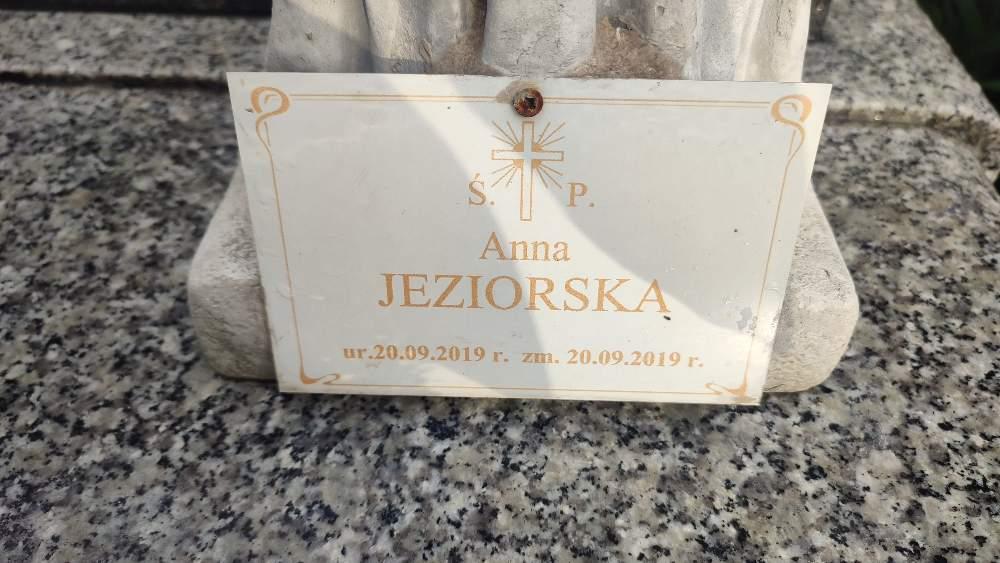 Ś. P.
Anna
JEZIORSKA
ur.20.09.2019 r. zm. 20.09.2019 r.